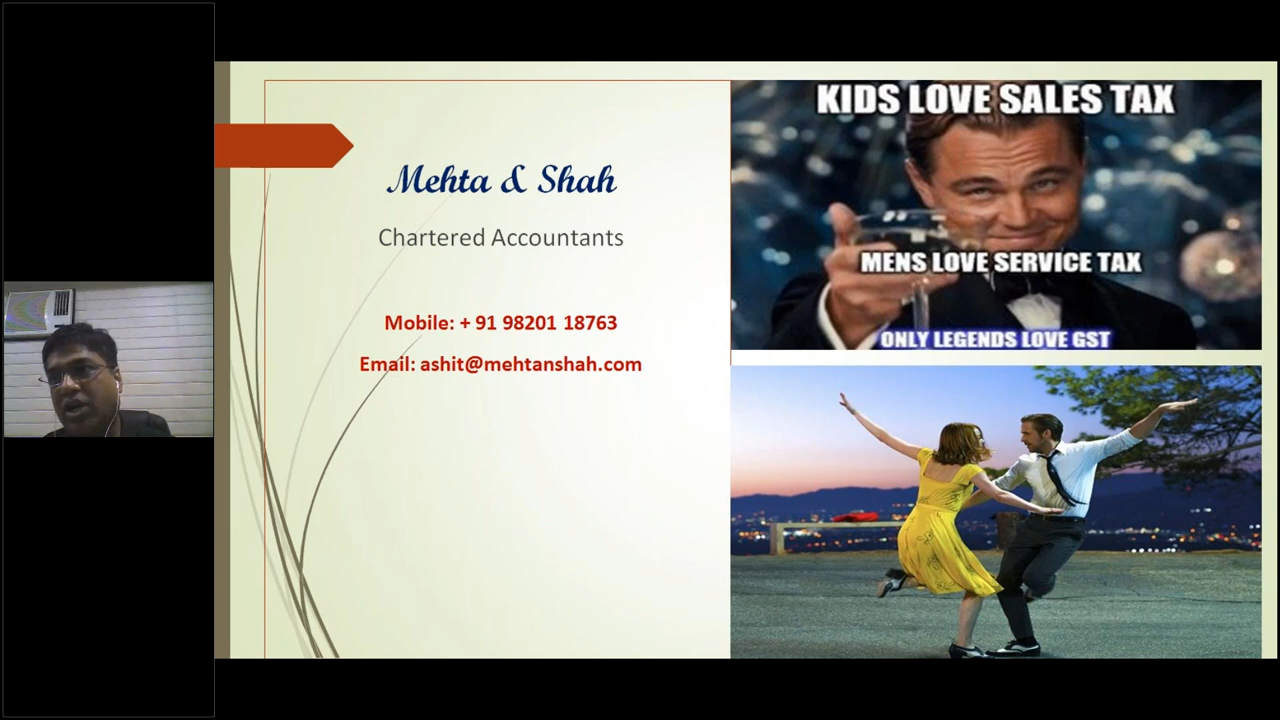 Mehta & Shah
Chartered Accountants
Mobile: + 91 98201 18763
Email: ashit@mehtanshah.com
KIDS LOVE SALES TAX
MENS LOVE SERVICE TAX
ONLY LEGENDS LOVE GST